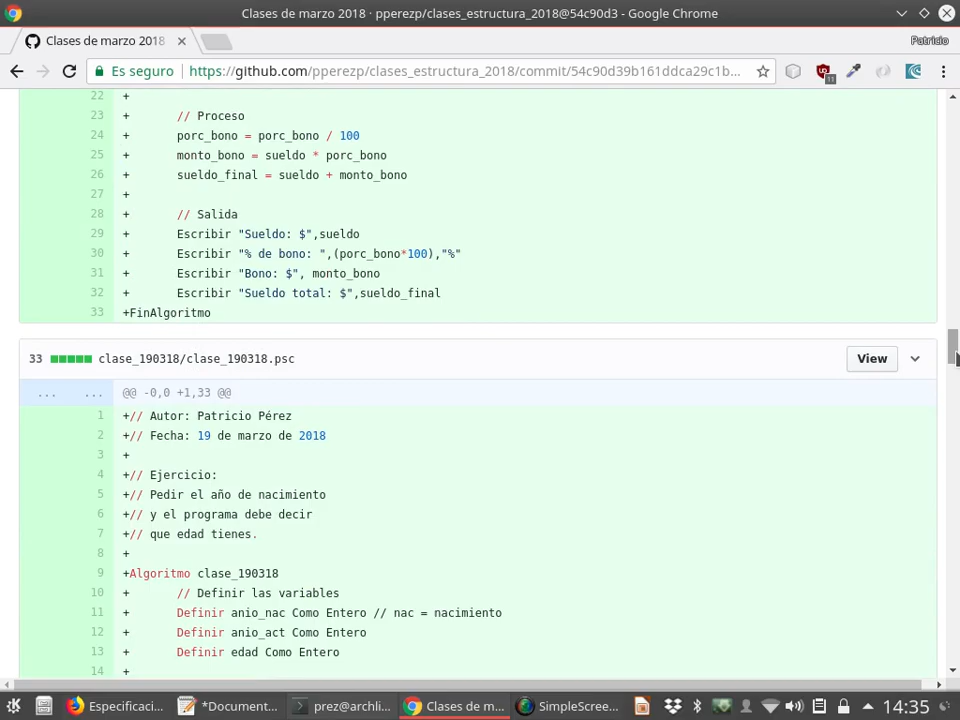 Clases de marzo 2018 · pperezp/clases_estructura_2018@54c90d3 - Google Chrome
Clases de marzo 2018
Patricio
Es seguro
https://github.com/pperezp/clases_estructura_2018/commit/54c90d39b161ddca29c1b...
11
22 +
23 + // Proceso
24 + porc_bono = porc_bono / 100
25 + monto_bono = sueldo * porc_bono
26 + sueldo_final = sueldo + monto_bono
27 +
28 + // Salida
29 + Escribir "Sueldo: $",sueldo
30 + Escribir "% de bono: ",(porc_bono*100),"%"
31 + Escribir "Bono: $", monto_bono
32 + Escribir "Sueldo total: $",sueldo_final
33 +FinAlgoritmo
33 clase_190318/clase_190318.psc View
... ... @@ -0,0 +1,33 @@
1 +// Autor: Patricio Pérez
2 +// Fecha: 19 de marzo de 2018
3 +
4 +// Ejercicio:
5 +// Pedir el año de nacimiento
6 +// y el programa debe decir
7 +// que edad tienes.
8 +
9 +Algoritmo clase_190318
10 + // Definir las variables
11 + Definir anio_nac Como Entero // nac = nacimiento
12 + Definir anio_act Como Entero
13 + Definir edad Como Entero
14 +
Especificaci...
*Document...
prez@archli...
Clases de m...
SimpleScree...
14:35